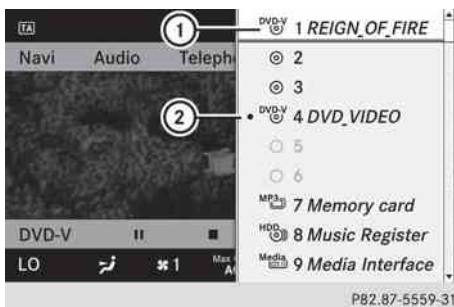 TA
1
DVD-V 1 REIGN_OF_FIRE
Navi Audio Teleph
2
3
2
DVD-V 4 DVD_VIDEO
5
6
MP3 7 Memory card
DVD-V
HDD 8 Music Register
LO 1 Max
Media 9 Media Interface
P82.87-5559-31